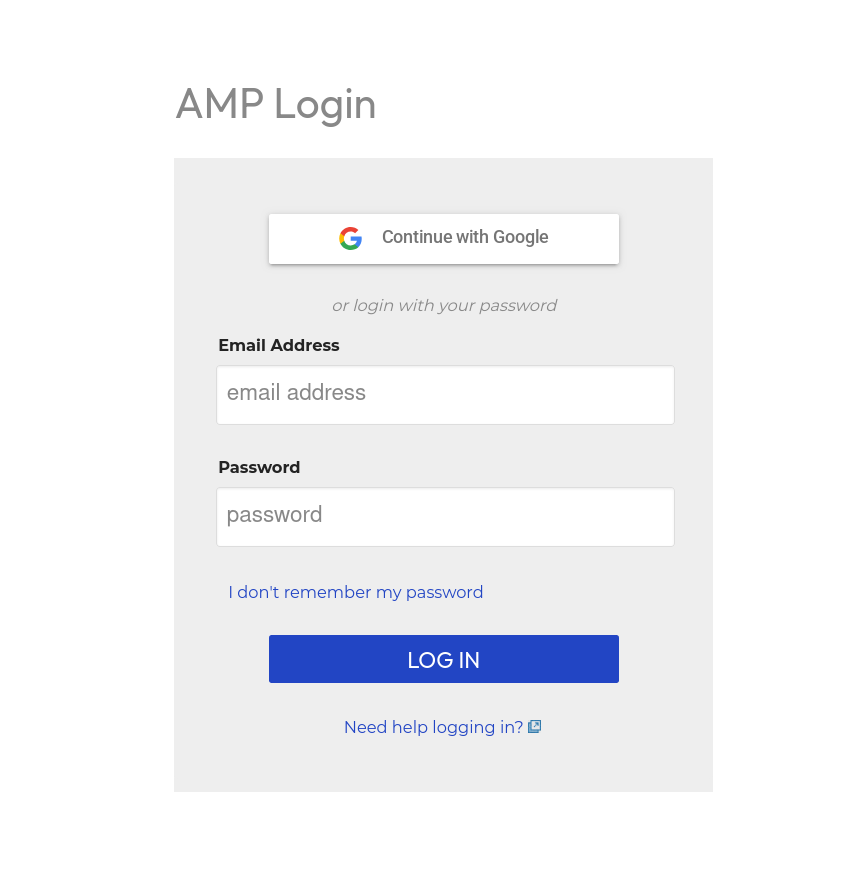 AMP Login
Continue with Google
or login with your password
Email Address
email address
Password
password
I don't remember my password
LOG IN
Need help logging in?